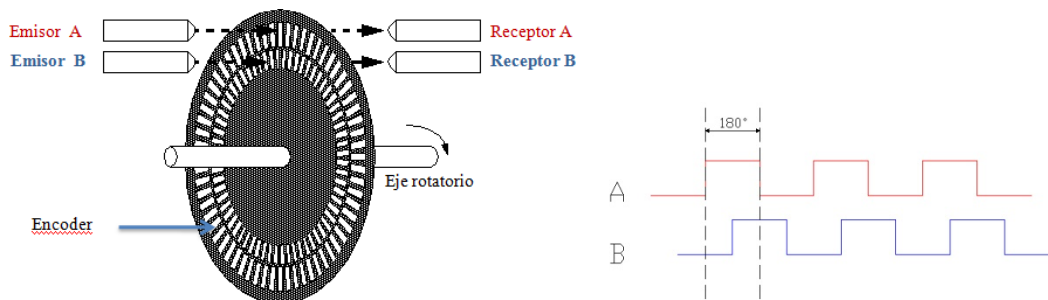 Emisor A
Receptor A
Emisor B
Receptor B
Eje rotatorio
Encoder
180°
A
B